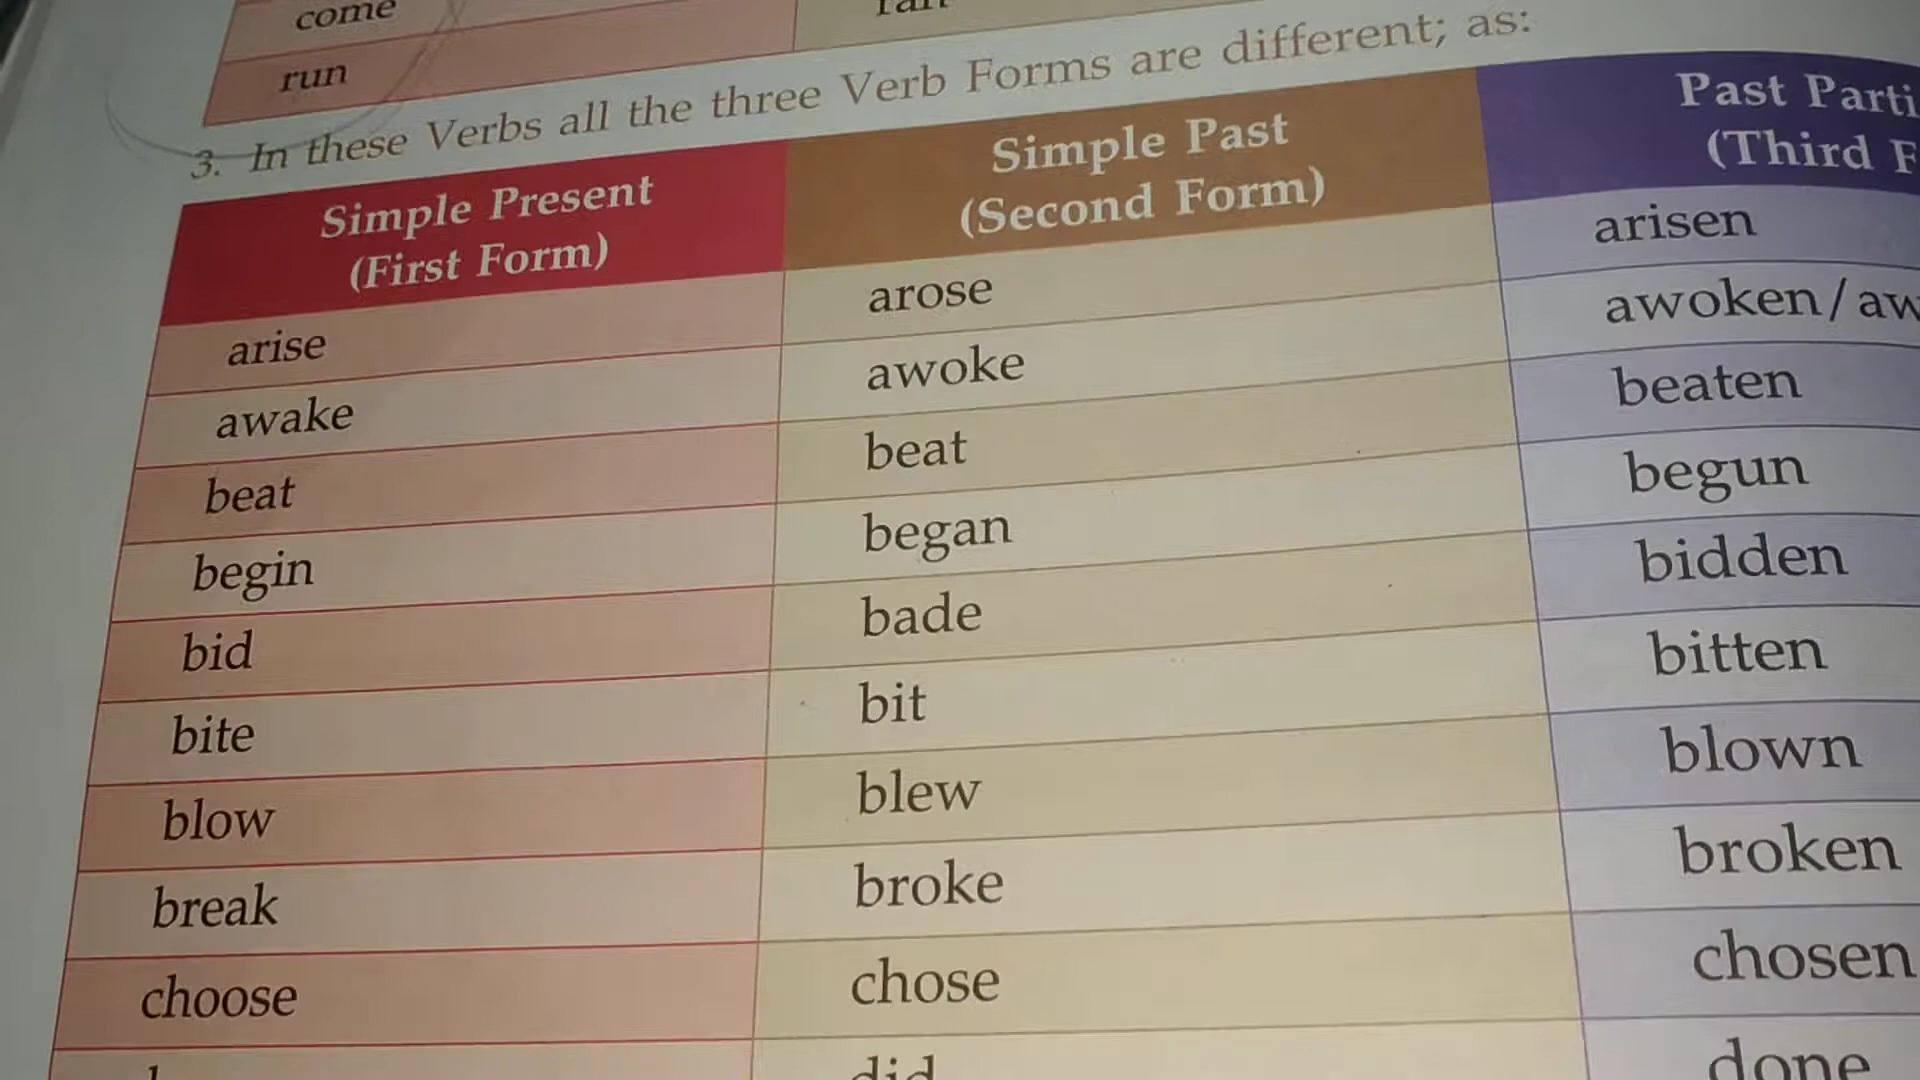 come
run
3. In these Verbs all the three Verb Forms are different; as:
Simple Present Simple Past Past
(First Form) (Second Form) (Third
arise arose arisen
awake awoke awoken/
beat beat beaten
begin began begun
bid bade bidden
bite bit bitten
blow blew blown
break broke broken
choose chose chosen
did done